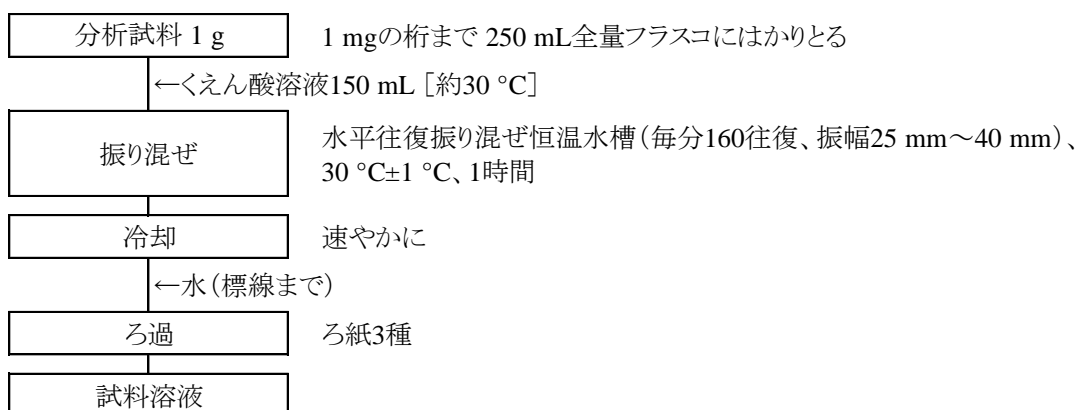 分析試料 1 g
1 mgの桁まで 250 mL全量フラスコにはかりとる
←くえん酸溶液150 mL [約30 °C]
振り混ぜ
水平往復振り混ぜ恒温水槽(毎分160往復、振幅25 mm～40 mm)、
30 °C±1 °C、1時間
冷却
速やかに
←水(標線まで)
ろ過
ろ紙3種
試料溶液